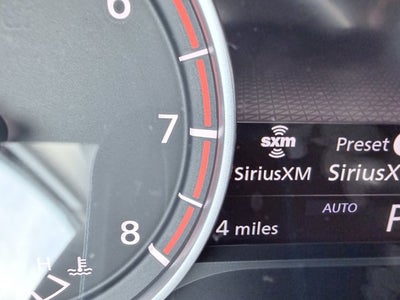 6
7
8
H
sxm
Preset
SiriusXM
SiriusX
AUTO
4 miles
P